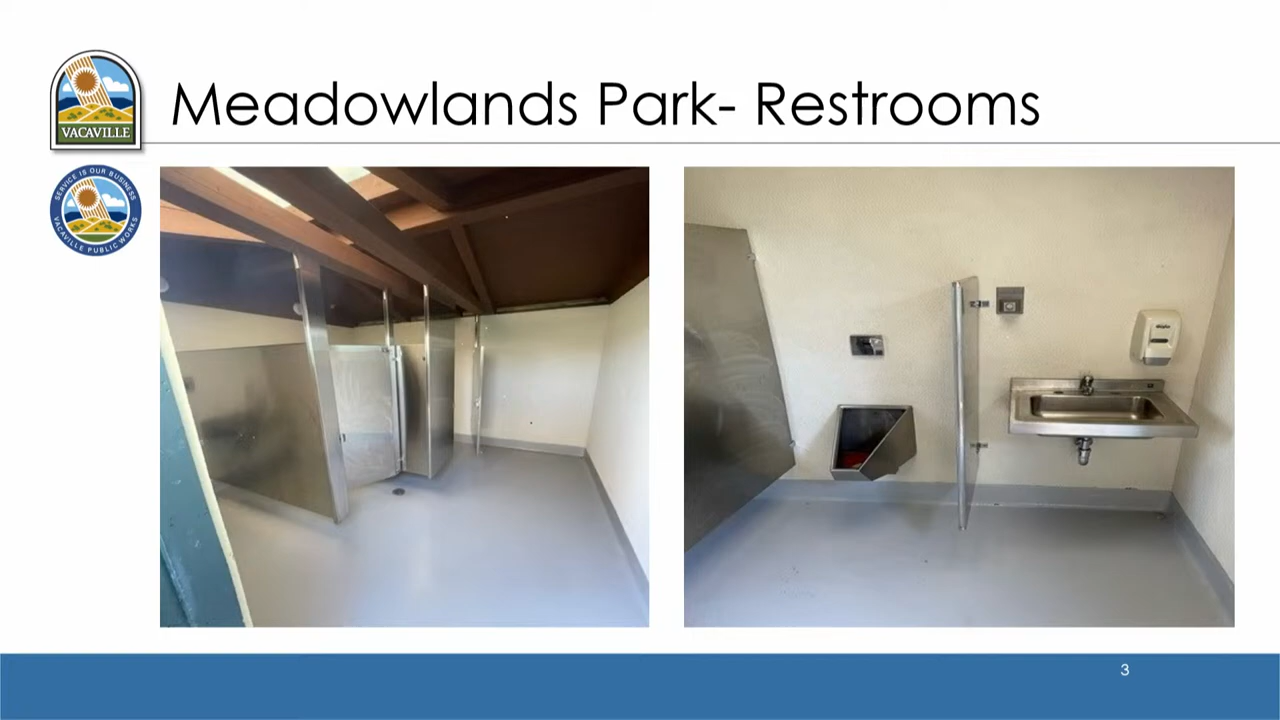 Meadowlands Park- Restrooms
VACAVILLE
SERVICE IS OUR BUSINESS
VACAVILLE PUBLIC WORKS
3